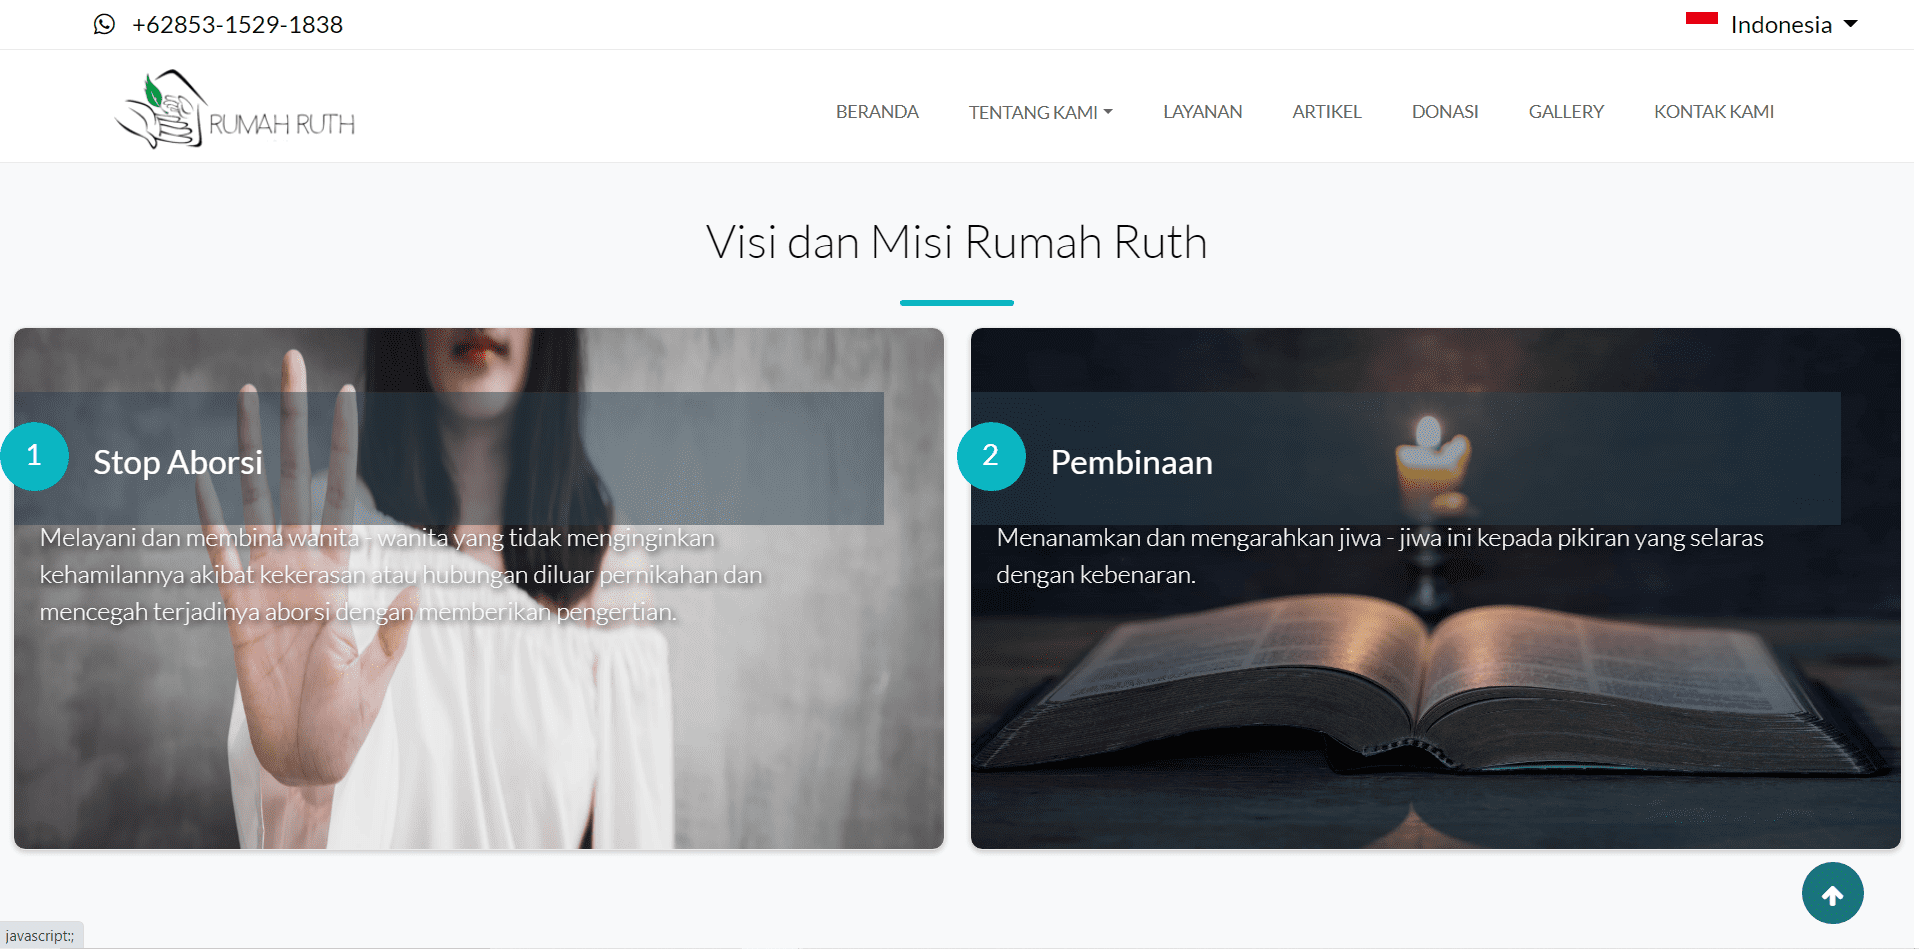 +62853-1529-1838
Indonesia
RUMAH RUTH
BERANDA
TENTANG KAMI
LAYANAN
ARTIKEL
DONASI
GALLERY
KONTAK KAMI
Visi dan Misi Rumah Ruth
1
Stop Aborsi
Melayani dan membina wanita - wanita yang tidak menginginkan
kehamilannya akibat kekerasan atau hubungan diluar pernikahan dan
mencegah terjadinya aborsi dengan memberikan pengertian.
2
Pembinaan
Menanamkan dan mengarahkan jiwa - jiwa ini kepada pikiran yang selaras
dengan kebenaran.
javascript:;